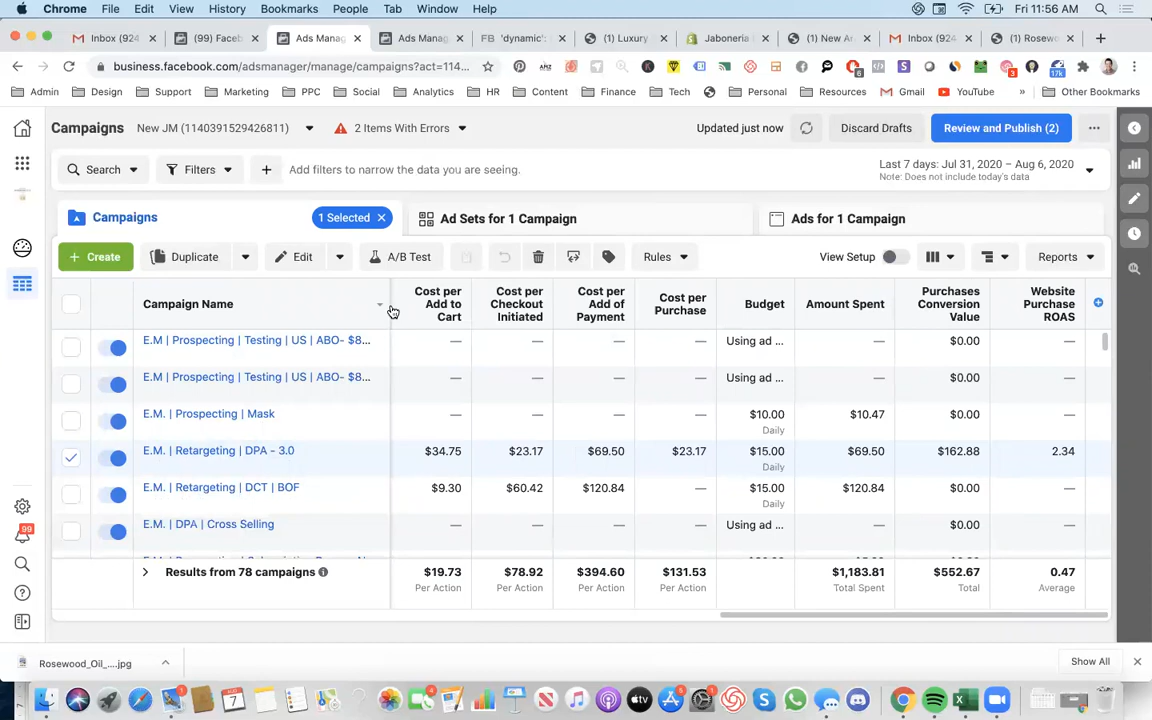 Chrome File Edit View History Bookmarks People Tab Window Help Fri 11:56 AM
Inbox (924 (99) Faceb Ads Manag Ads Manag FB 'dynamic' (1) Luxury Jaboneria (1) New Ar Inbox (924 (1) Rosew
business.facebook.com/adsmanager/manage/campaigns?act=114...
6 3 17k
Admin Design Support Marketing PPC Social Analytics HR Content Finance Tech Personal Resources Gmail YouTube » Other Bookmarks
Campaigns New JM (1140391529426811) 2 Items With Errors Updated just now Discard Drafts Review and Publish (2)
Search Filters Add filters to narrow the data you are seeing. Last 7 days: Jul 31, 2020 – Aug 6, 2020
Note: Does not include today's data
Campaigns 1 Selected Ad Sets for 1 Campaign Ads for 1 Campaign
+ Create Duplicate Edit A/B Test Rules View Setup Reports
Campaign Name Cost per Add to Cart Cost per Checkout Initiated Cost per Add of Payment Cost per Purchase Budget Amount Spent Purchases Conversion Value Website Purchase ROAS
E.M | Prospecting | Testing | US | ABO- $8... — — — — Using ad ... — $0.00 —
E.M | Prospecting | Testing | US | ABO- $8... — — — — Using ad ... — $0.00 —
E.M. | Prospecting | Mask — — — — $10.00 $10.47 $0.00 —
Daily
E.M. | Retargeting | DPA - 3.0 $34.75 $23.17 $69.50 $23.17 $15.00 $69.50 $162.88 2.34
Daily
E.M. | Retargeting | DCT | BOF $9.30 $60.42 $120.84 — $15.00 $120.84 $0.00 —
Daily
E.M. | DPA | Cross Selling — — — — Using ad ... — $0.00 —
Results from 78 campaigns $19.73 $78.92 $394.60 $131.53 $1,183.81 $552.67 0.47
Per Action Per Action Per Action Per Action Total Spent Total Average
99
Rosewood_Oil_....jpg Show All